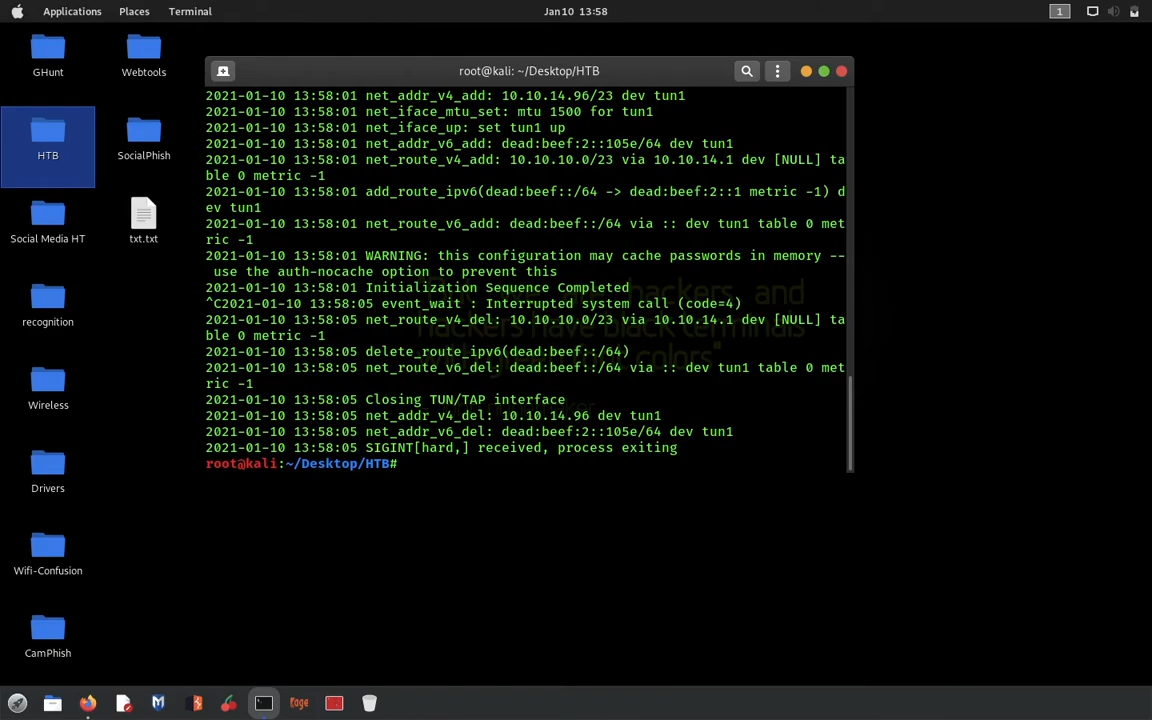 Applications Places Terminal Jan 10 13:58 1
GHunt
Webtools
HTB
SocialPhish
Social Media HT
txt.txt
recognition
Wireless
Drivers
Wifi-Confusion
CamPhish
root@kali: ~/Desktop/HTB
2021-01-10 13:58:01 net_addr_v4_add: 10.10.14.96/23 dev tun1
2021-01-10 13:58:01 net_iface_mtu_set: mtu 1500 for tun1
2021-01-10 13:58:01 net_iface_up: set tun1 up
2021-01-10 13:58:01 net_addr_v6_add: dead:beef:2::105e/64 dev tun1
2021-01-10 13:58:01 net_route_v4_add: 10.10.10.0/23 via 10.10.14.1 dev [NULL] ta
ble 0 metric -1
2021-01-10 13:58:01 add_route_ipv6(dead:beef::/64 -> dead:beef:2::1 metric -1) d
ev tun1
2021-01-10 13:58:01 net_route_v6_add: dead:beef::/64 via :: dev tun1 table 0 met
ric -1
2021-01-10 13:58:01 WARNING: this configuration may cache passwords in memory --
 use the auth-nocache option to prevent this
2021-01-10 13:58:01 Initialization Sequence Completed
^C2021-01-10 13:58:05 event_wait : Interrupted system call (code=4)
2021-01-10 13:58:05 net_route_v4_del: 10.10.10.0/23 via 10.10.14.1 dev [NULL] ta
ble 0 metric -1
2021-01-10 13:58:05 delete_route_ipv6(dead:beef::/64)
2021-01-10 13:58:05 net_route_v6_del: dead:beef::/64 via :: dev tun1 table 0 met
ric -1
2021-01-10 13:58:05 Closing TUN/TAP interface
2021-01-10 13:58:05 net_addr_v4_del: 10.10.14.96 dev tun1
2021-01-10 13:58:05 net_addr_v6_del: dead:beef:2::105e/64 dev tun1
2021-01-10 13:58:05 SIGINT[hard,] received, process exiting
root@kali:~/Desktop/HTB#
hackers, and
hackers have black terminals
colors"